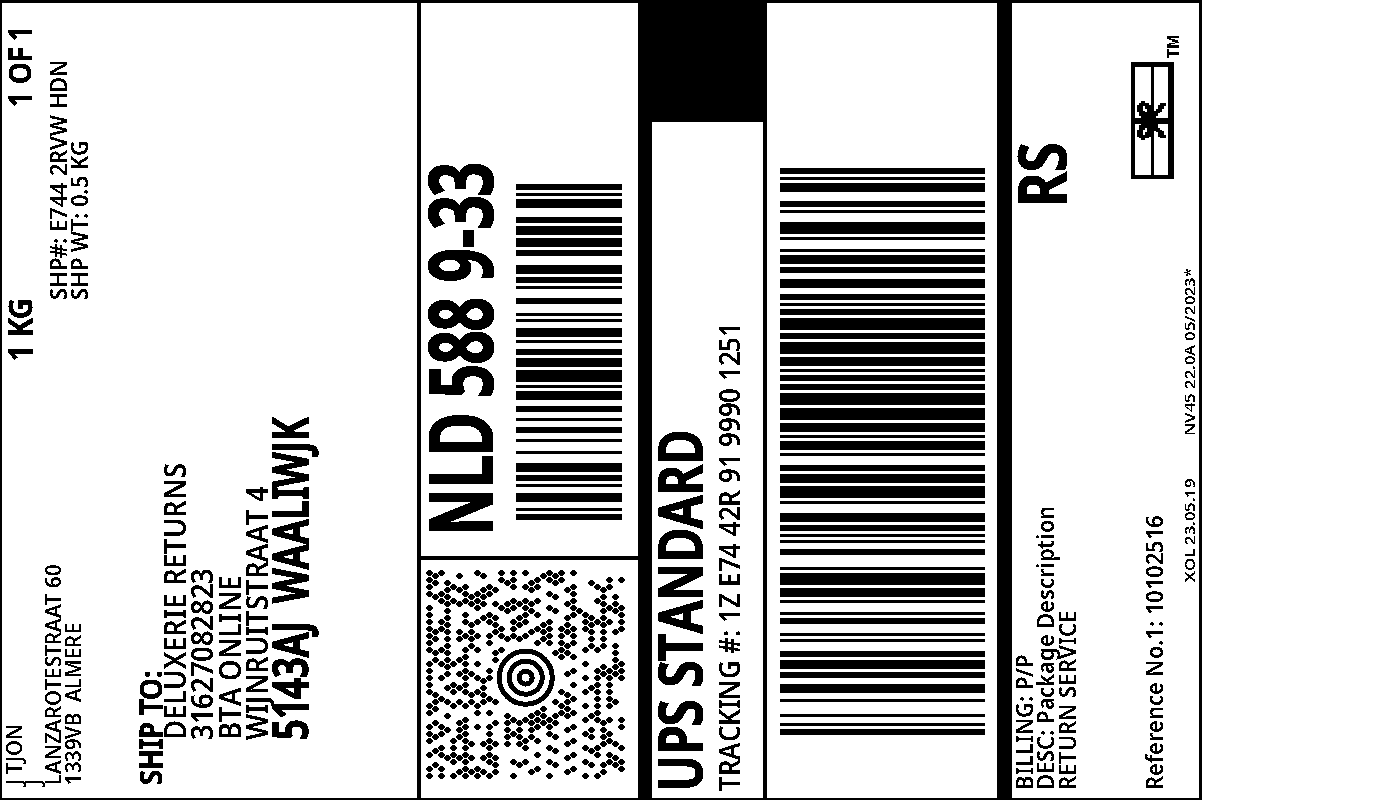 J TJON
LANZAROTESTRAAT 60
1339VB ALMERE
1 KG
1 OF 1
SHP#: E744 2RVW HDN
SHP WT: 0.5 KG
SHIP TO:
DELUXERIE RETURNS
31627082823
BTA ONLINE
WIJNRUITSTRAAT 4
5143AJ WAALIWJK
NLD 588 9-33
UPS STANDARD
TRACKING #: 1Z E74 42R 91 9990 1251
BILLING: P/P
DESC: Package Description
RETURN SERVICE
RS
TM
Reference No.1: 10102516
XOL 23.05.19 NV45 22.0A 05/2023*